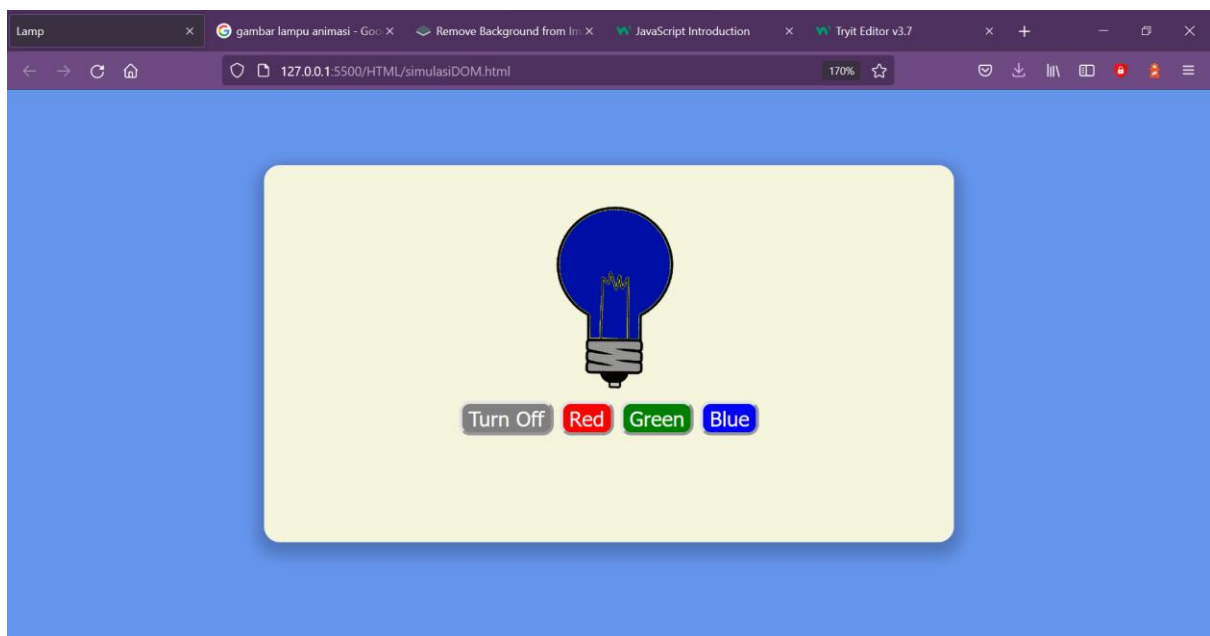 Lamp
gambar lampu animasi - Goo
Remove Background from Im
JavaScript Introduction
Tryit Editor v3.7
127.0.0.1:5500/HTML/simulasiDOM.html
170%
Turn Off Red Green Blue